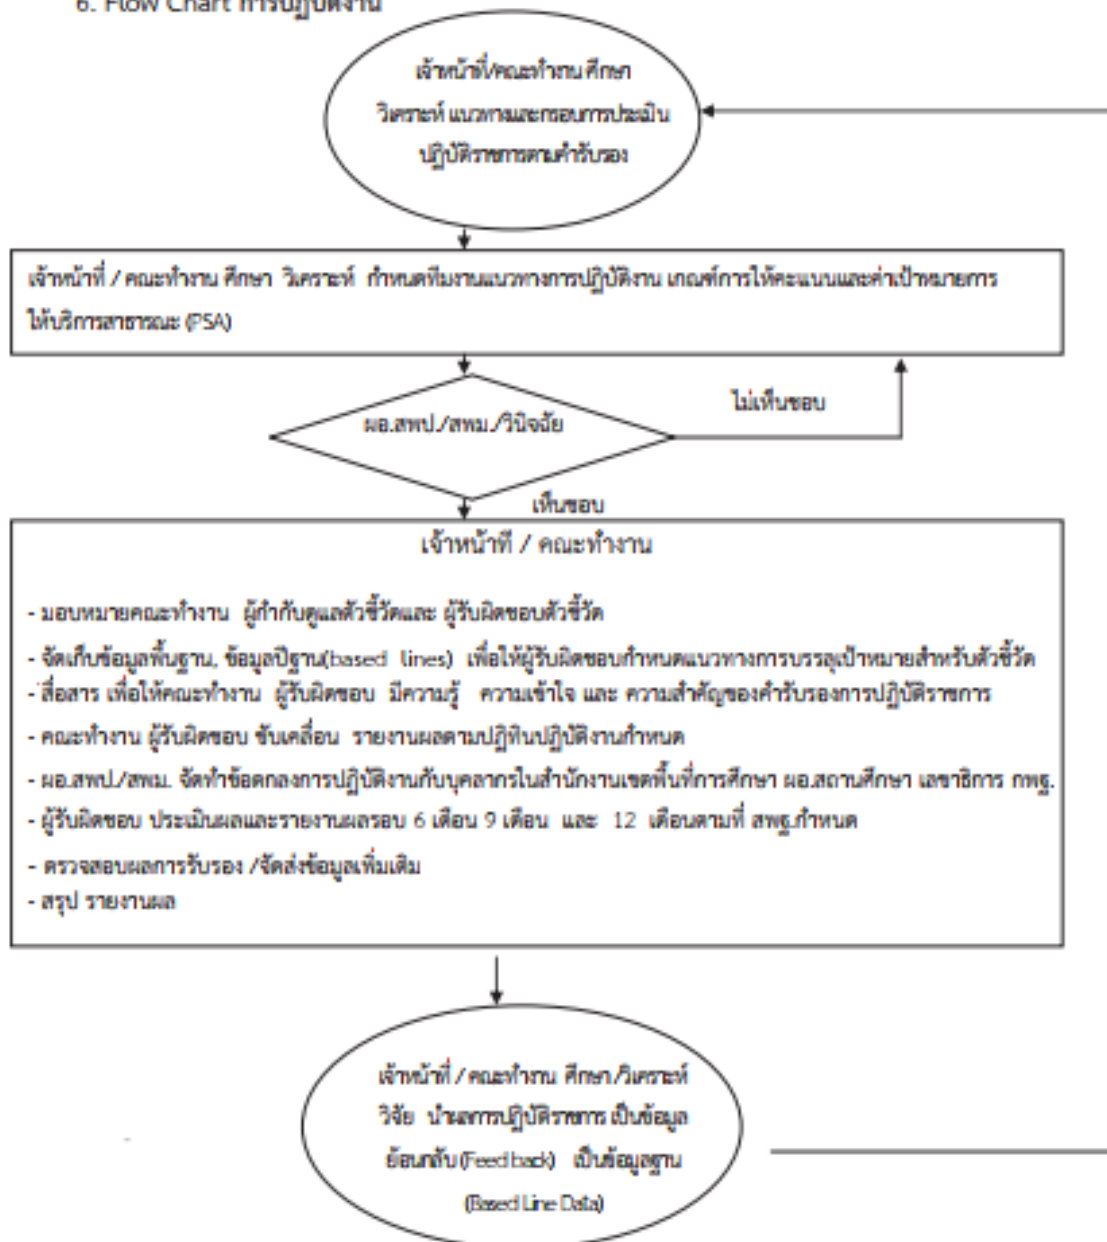 6. Flow Chart การปฏิบัติงาน
เจ้าหน้าที่/คณะทำงาน ศึกษา
วิเคราะห์ แนวทางและกรอบการประเมิน
ปฏิบัติราชการตามคำรับรอง
เจ้าหน้าที่ / คณะทำงาน ศึกษา วิเคราะห์ กำหนดทีมงานแนวทางการปฏิบัติงาน เกณฑ์การให้คะแนนและค่าเป้าหมายการ
ให้บริการสาธารณะ (PSA)
ผอ.สพป./สพม./วินิจฉัย
ไม่เห็นชอบ
เห็นชอบ
เจ้าหน้าที่ / คณะทำงาน
- มอบหมายคณะทำงาน ผู้กำกับดูแลตัวชี้วัดและ ผู้รับผิดชอบตัวชี้วัด
- จัดเก็บข้อมูลพื้นฐาน, ข้อมูลปีฐาน(based lines) เพื่อให้ผู้รับผิดชอบกำหนดแนวทางการบรรลุเป้าหมายสำหรับตัวชี้วัด
- สื่อสาร เพื่อให้คณะทำงาน ผู้รับผิดชอบ มีความรู้ ความเข้าใจ และ ความสำคัญของคำรับรองการปฏิบัติราชการ
- คณะทำงาน ผู้รับผิดชอบ ขับเคลื่อน รายงานผลตามปฏิทินปฏิบัติงานกำหนด
- ผอ.สพป./สพม. จัดทำข้อตกลงการปฏิบัติงานกับบุคลากรในสำนักงานเขตพื้นที่การศึกษา ผอ.สถานศึกษา เลขาธิการ กพฐ.
- ผู้รับผิดชอบ ประเมินผลและรายงานผลรอบ 6 เดือน 9 เดือน และ 12 เดือนตามที่ สพฐ.กำหนด
- ตรวจสอบผลการรับรอง /จัดส่งข้อมูลเพิ่มเติม
- สรุป รายงานผล
เจ้าหน้าที่ / คณะทำงาน ศึกษา/วิเคราะห์
วิจัย นำผลการปฏิบัติราชการ เป็นข้อมูล
ย้อนกลับ (Feed back) เป็นข้อมูลฐาน
(Based Line Data)